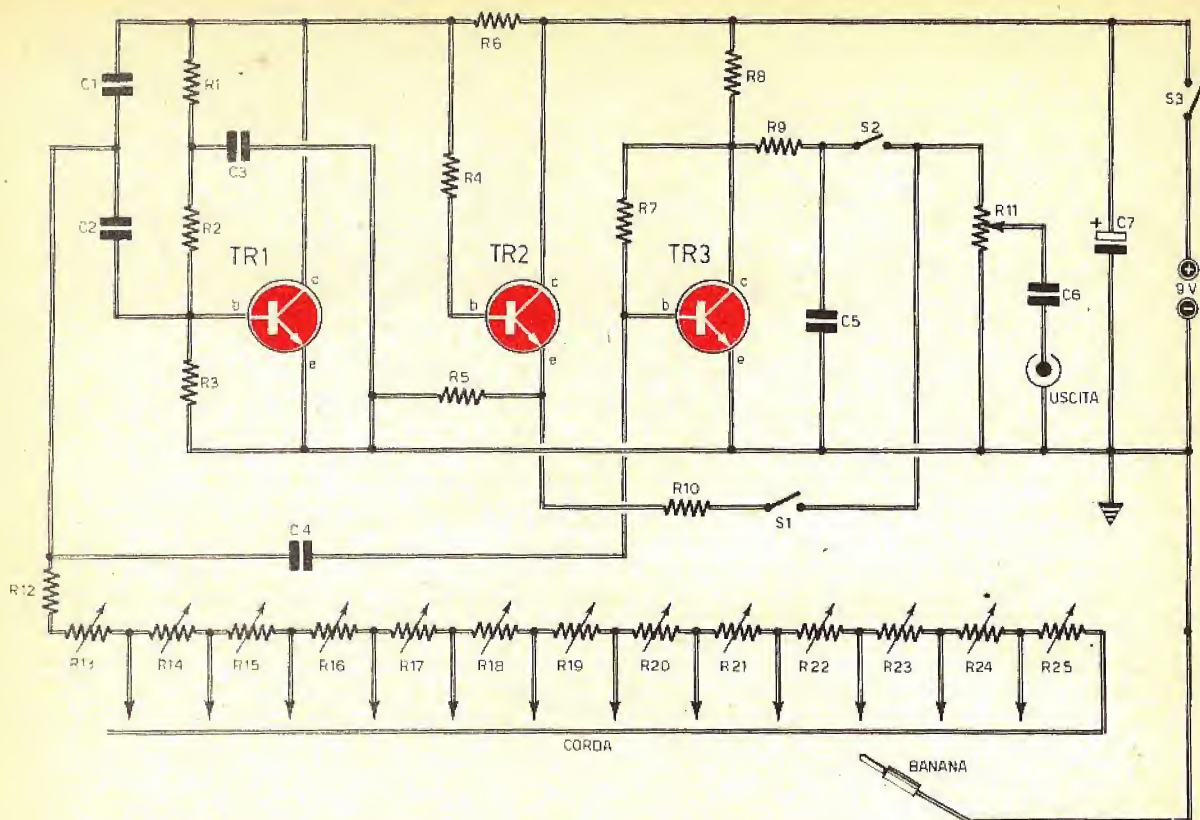 R6
C1
R1
R8
S3
R9
S2
C3
R4
C2
R2
R7
R11
C7
+
TR1
TR2
TR3
c
c
c
+
9 V
−
b
b
b
C6
C5
e
e
e
R3
R5
USCITA
R10
S1
C4
R12
R13
R14
R15
R16
R17
R18
R19
R20
R21
R22
R23
R24
R25
CORDA
BANANA